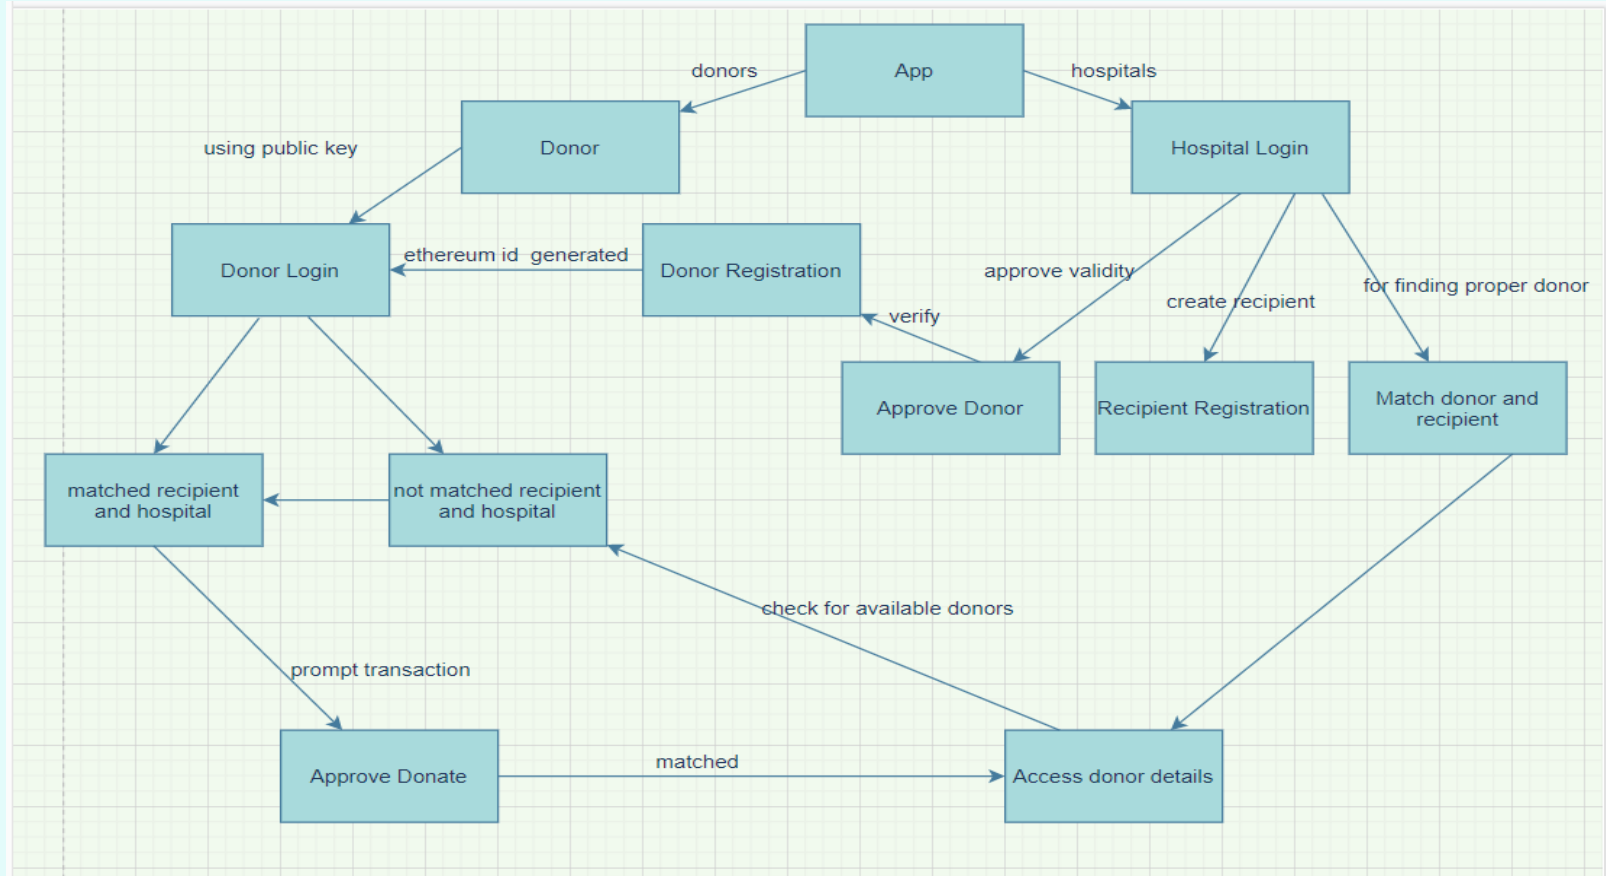 App
donors
hospitals
Donor
Hospital Login
using public key
Donor Login
ethereum id  generated
Donor Registration
approve validity
create recipient
for finding proper donor
verify
Approve Donor
Recipient Registration
Match donor and
recipient
matched recipient
and hospital
not matched recipient
and hospital
check for available donors
prompt transaction
Approve Donate
matched
Access donor details